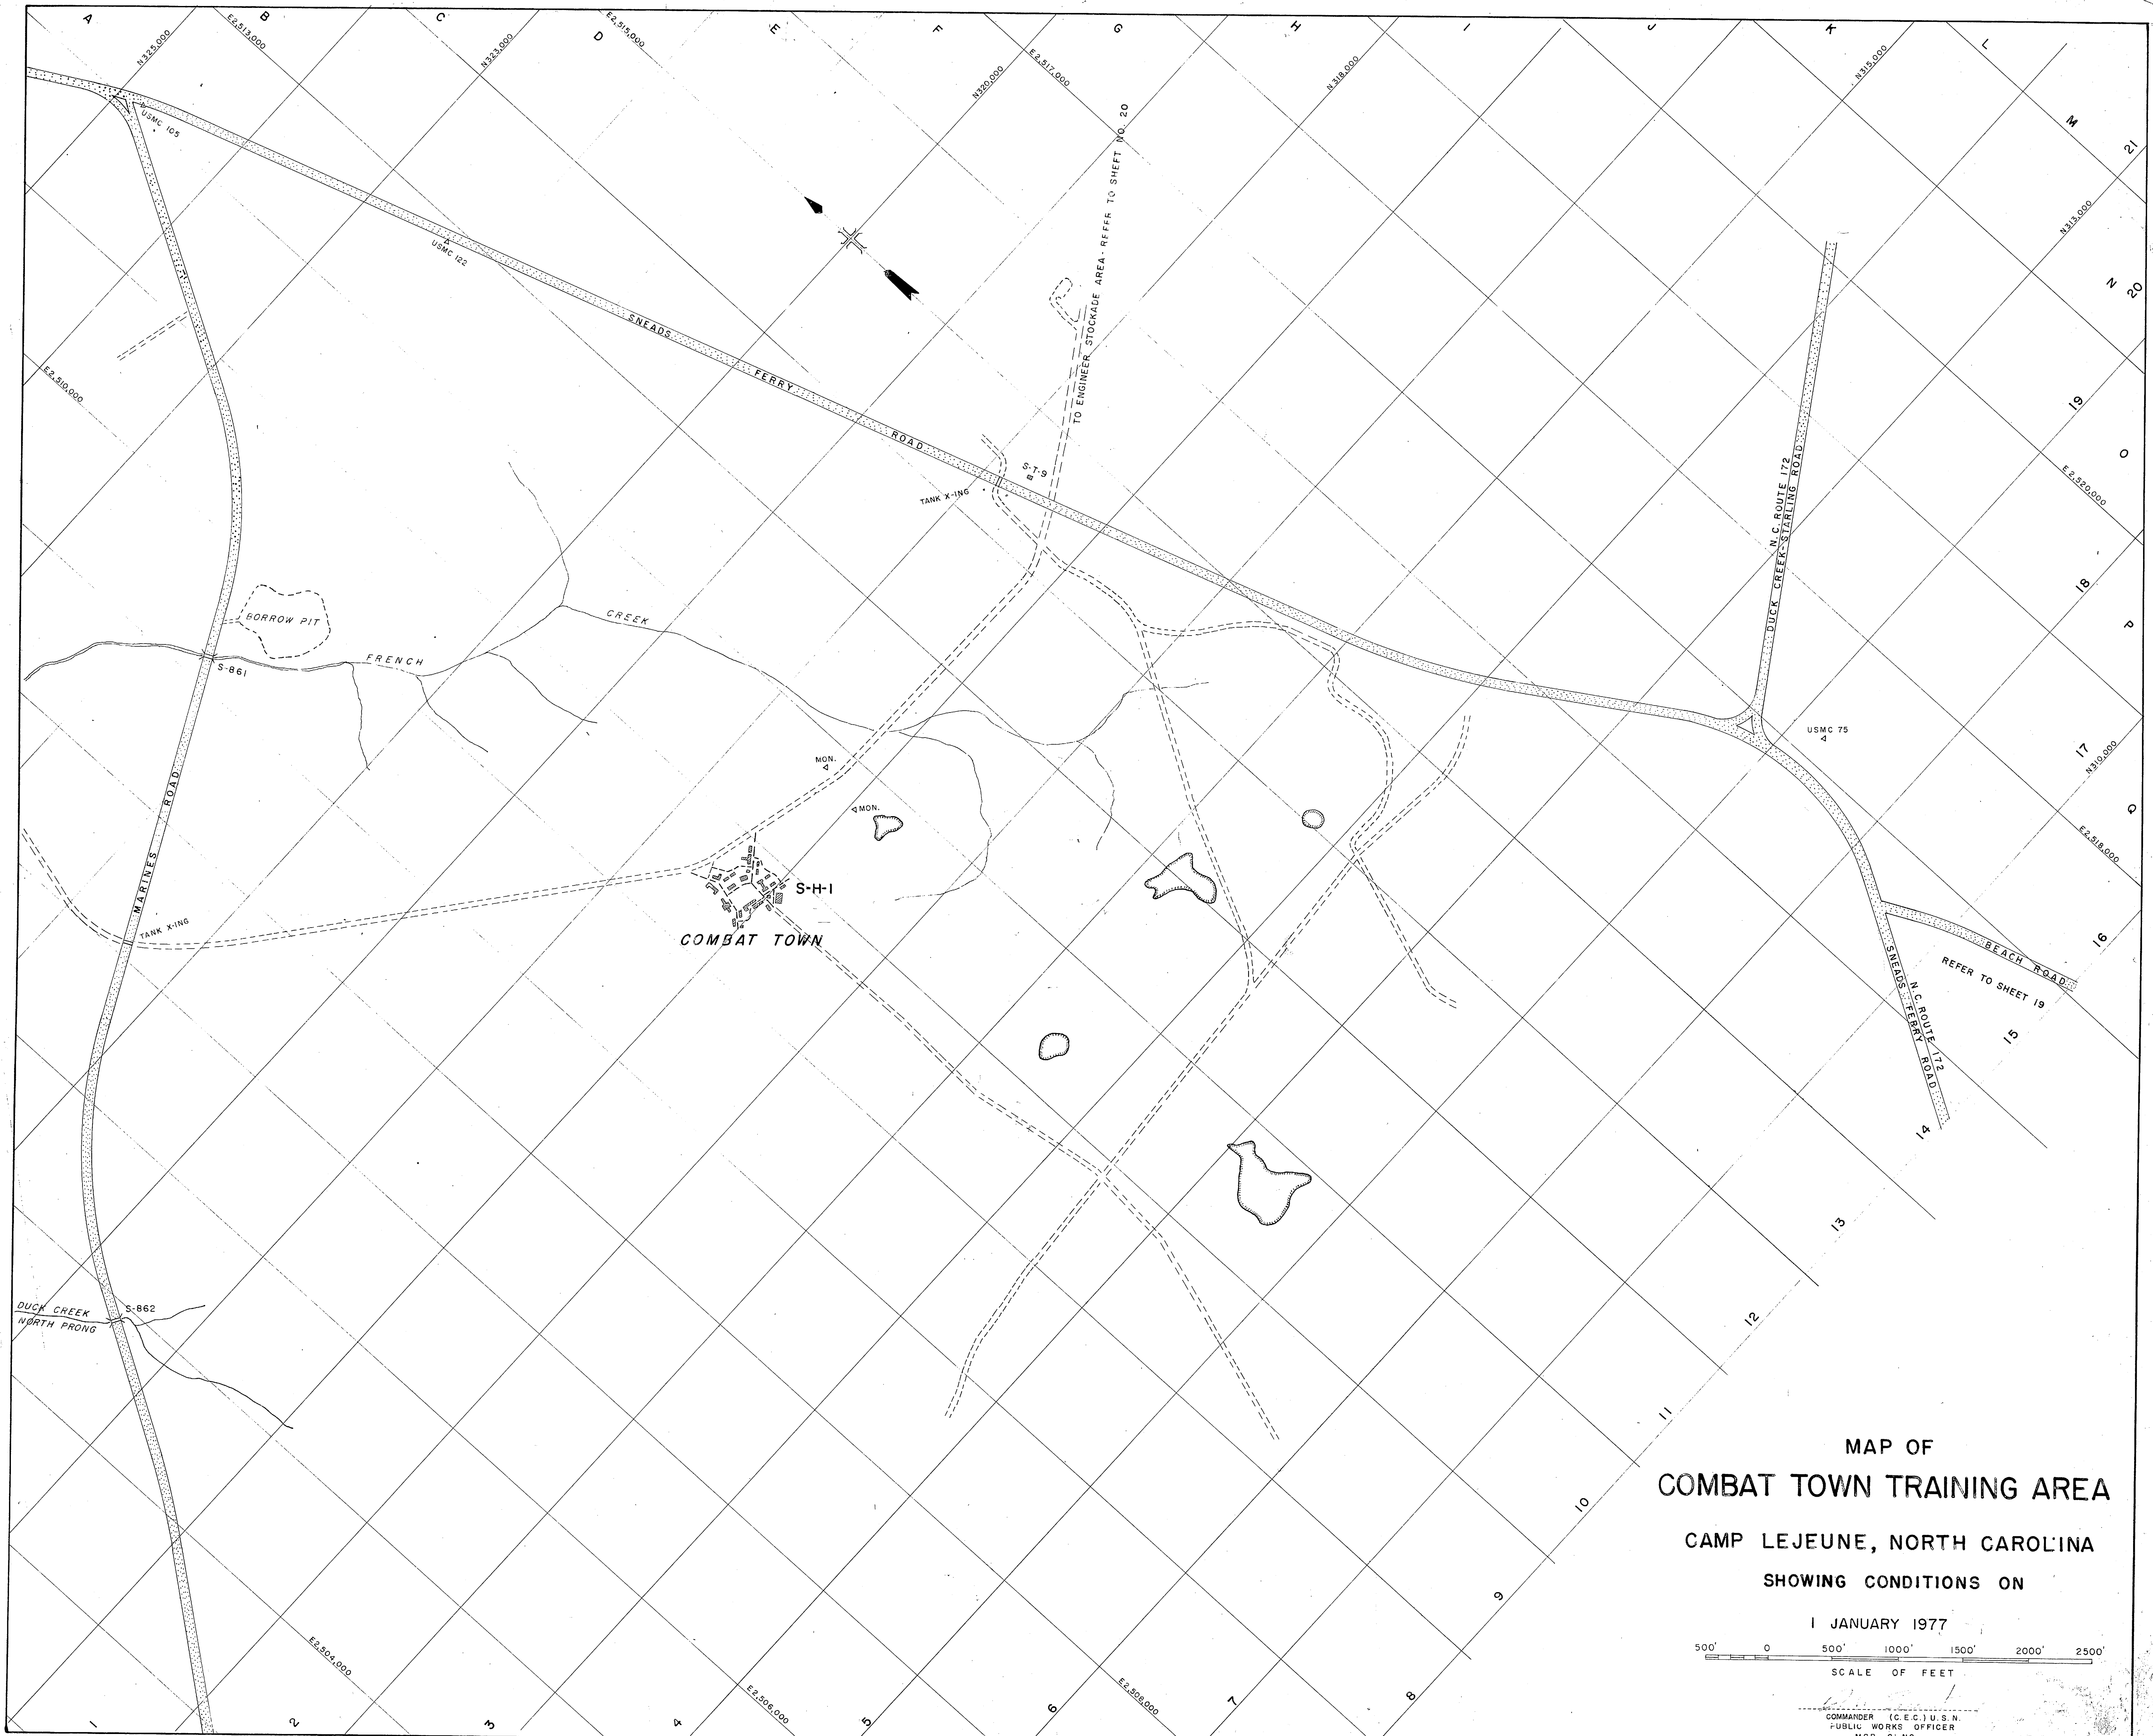 A
B
C
D
E
F
G
H
I
J
K
L
M
N
O
P
Q
21
20
19
18
17
16
15
14
13
12
11
10
9
8
7
6
5
4
3
2
1
N325,000
E2,513,000
N323,000
E2,515,000
N320,000
E2,517,000
N318,000
N315,000
N313,000
E2,520,000
N310,000
E2,518,000
E2,510,000
E2,504,000
E2,506,000
E2,508,000
USMC 105
USMC 122
SNEADS FERRY ROAD
TO ENGINEER STOCKADE AREA - REFER TO SHEET NO. 20
S-T-9
TANK X-ING
N.C. ROUTE 172
DUCK CREEK-STARLING ROAD
USMC 75
BORROW PIT
FRENCH CREEK
S-861
MARINES ROAD
TANK X-ING
MON.
MON.
S-H-1
COMBAT TOWN
BEACH ROAD
REFER TO SHEET 19
N.C. ROUTE 172
SNEADS FERRY ROAD
DUCK CREEK
NORTH PRONG
S-862
MAP OF
COMBAT TOWN TRAINING AREA
CAMP LEJEUNE, NORTH CAROLINA
SHOWING CONDITIONS ON
1 JANUARY 1977
500' 0 500' 1000' 1500' 2000' 2500'
SCALE OF FEET
COMMANDER (C.E.C.) U.S.N.
PUBLIC WORKS OFFICER